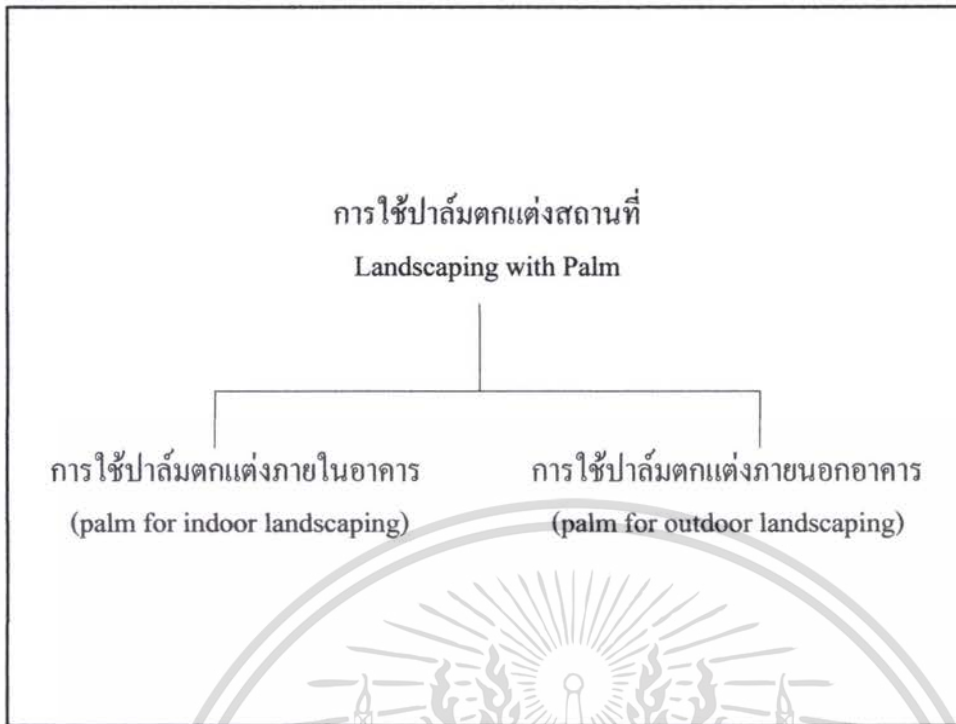 การใช้ปาล์มตกแต่งสถานที่
Landscaping with Palm
การใช้ปาล์มตกแต่งภายในอาคาร
(palm for indoor landscaping)
การใช้ปาล์มตกแต่งภายนอกอาคาร
(palm for outdoor landscaping)